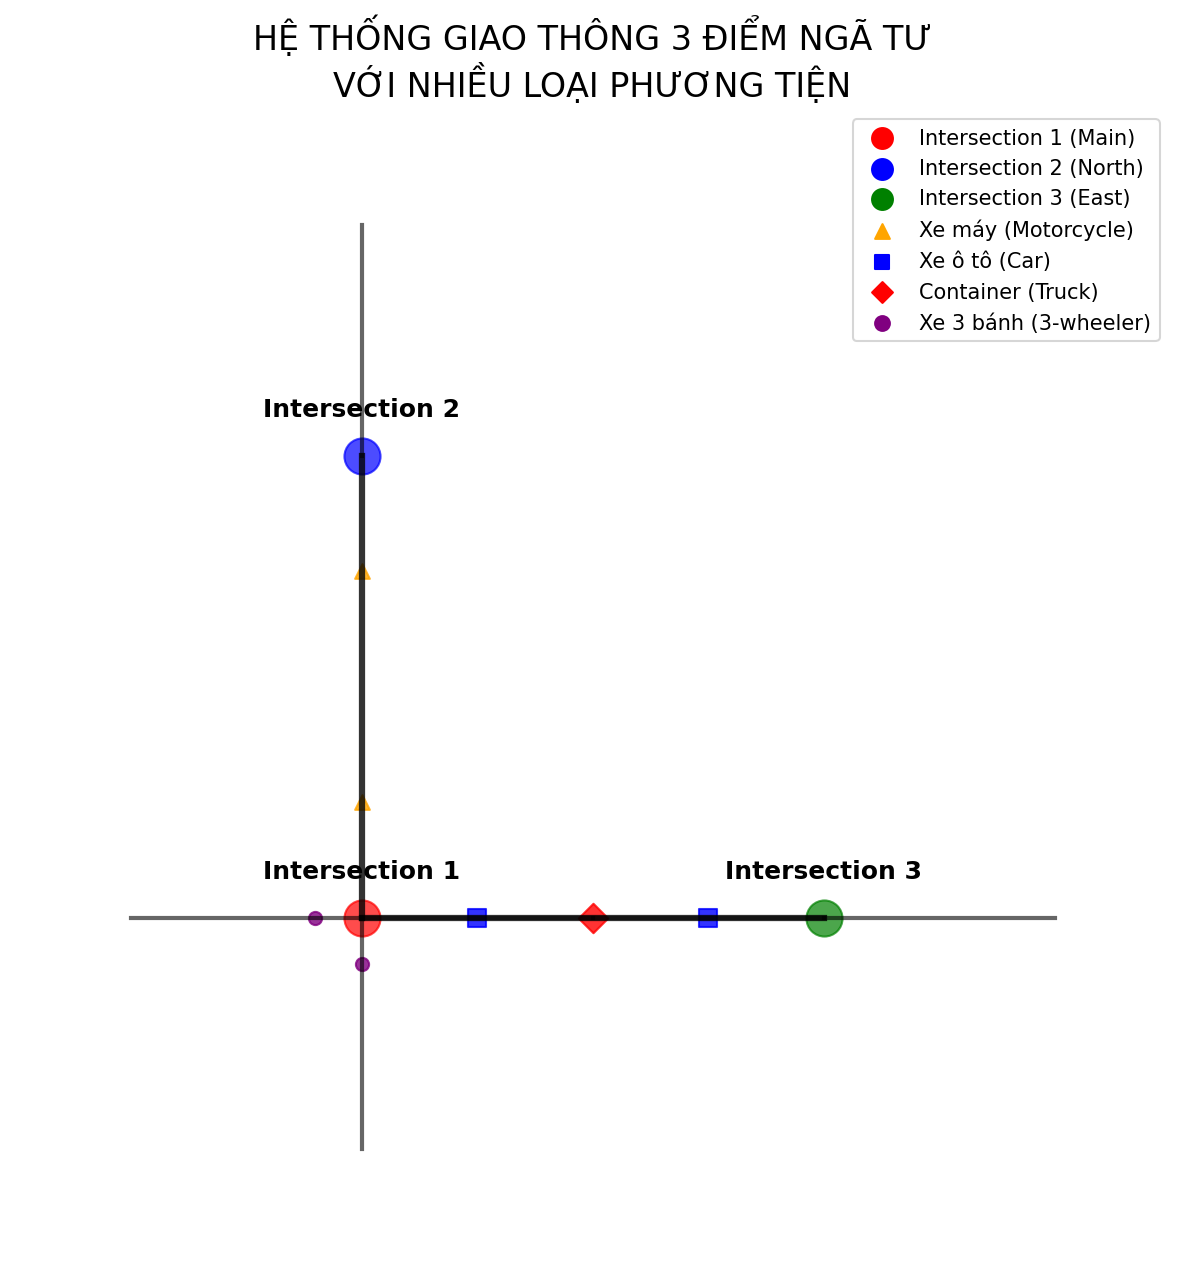 HỆ THỐNG GIAO THÔNG 3 ĐIỂM NGÃ TƯ
VỚI NHIỀU LOẠI PHƯƠNG TIỆN
Intersection 1 (Main)
Intersection 2 (North)
Intersection 3 (East)
Xe máy (Motorcycle)
Xe ô tô (Car)
Container (Truck)
Xe 3 bánh (3-wheeler)
Intersection 2
Intersection 1
Intersection 3